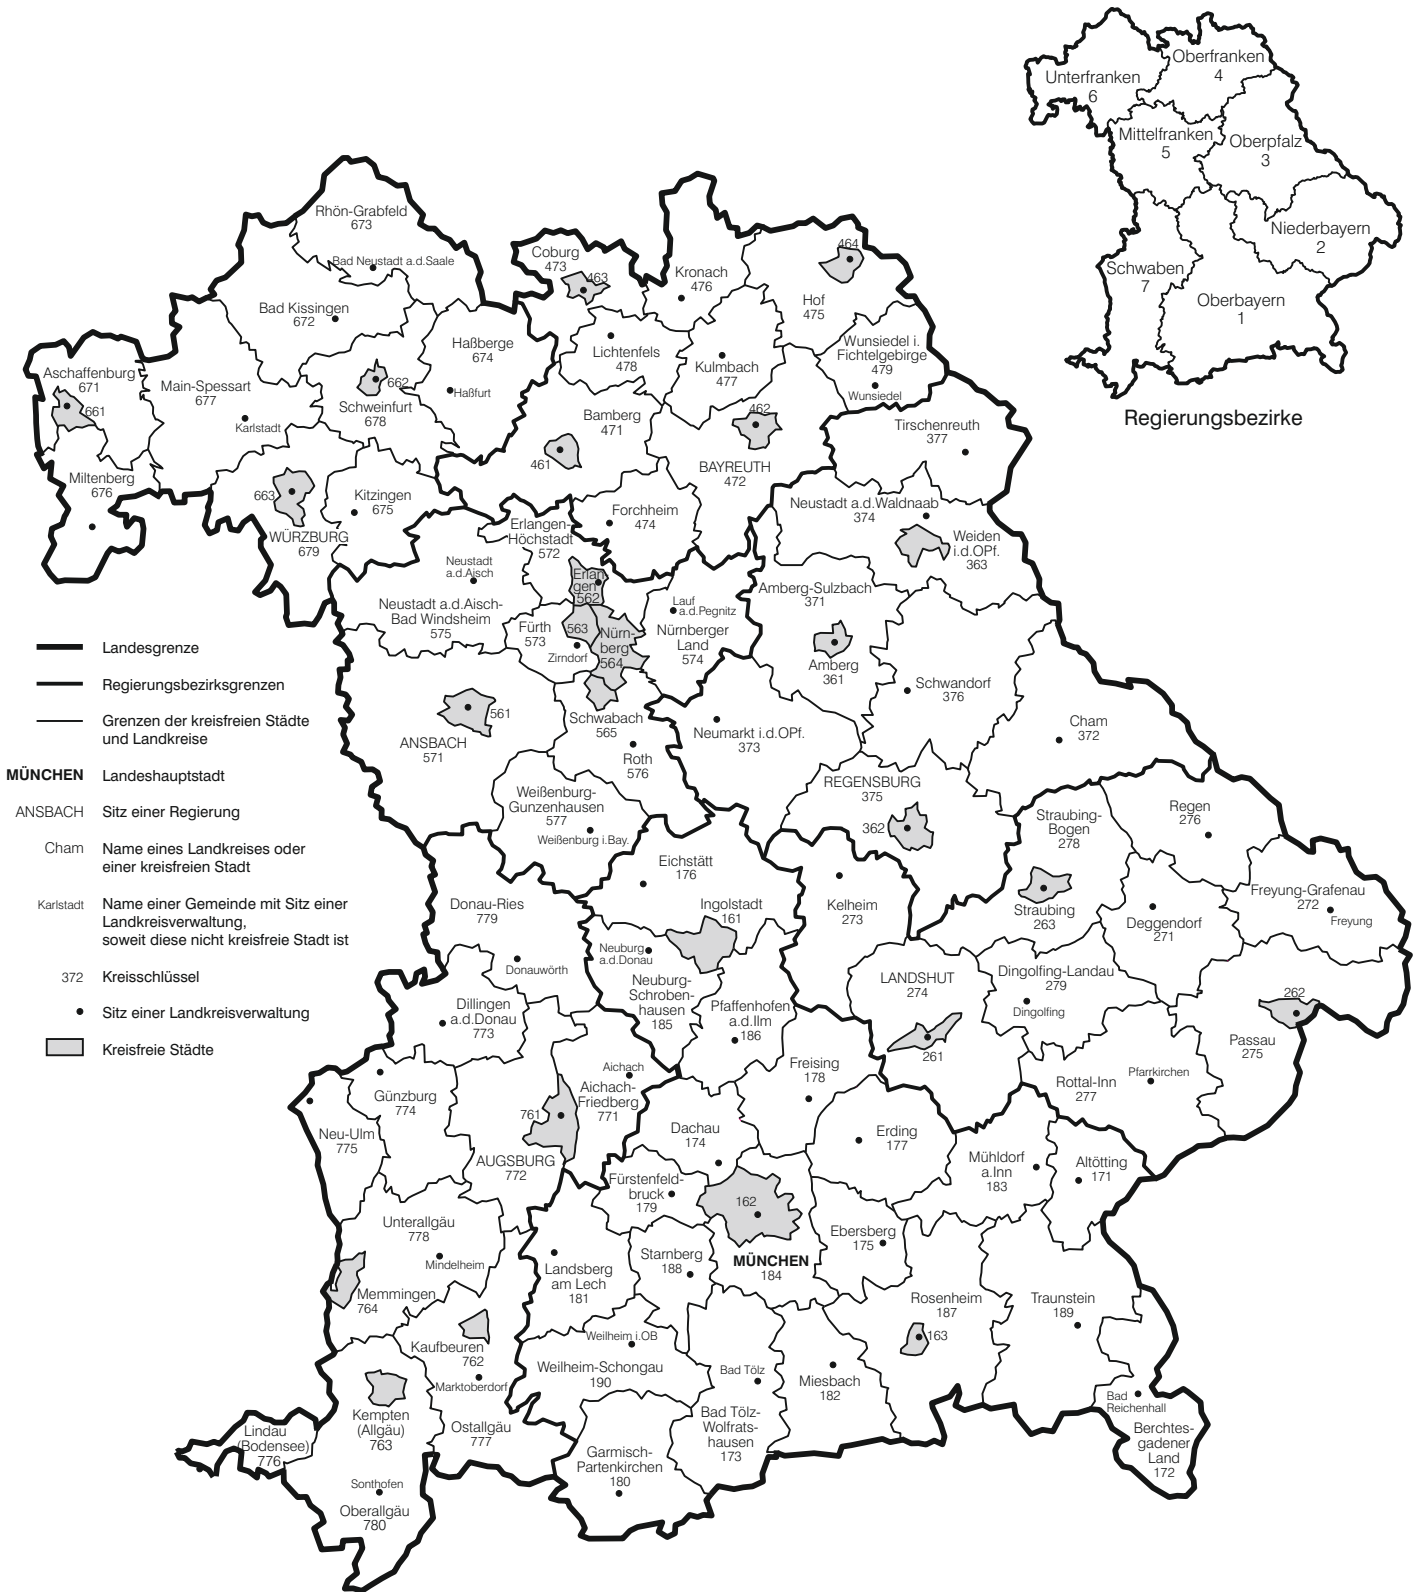 Unterfranken
6
Oberfranken
4
Mittelfranken
5
Oberpfalz
3
Niederbayern
2
Schwaben
7
Oberbayern
1
Regierungsbezirke
Rhön-Grabfeld
673
Bad Neustadt a.d.Saale
Bad Kissingen
672
Coburg
473
463
Kronach
476
464
Hof
475
Aschaffenburg
671
661
Main-Spessart
677
Karlstadt
662
Schweinfurt
678
Haßberge
674
Haßfurt
Lichtenfels
478
Kulmbach
477
Wunsiedel i.
Fichtelgebirge
479
Wunsiedel
Bamberg
471
461
462
BAYREUTH
472
Tirschenreuth
377
Miltenberg
676
663
WÜRZBURG
679
Kitzingen
675
Forchheim
474
Erlangen-
Höchstadt
572
Neustadt a.d.Waldnaab
374
Weiden
i.d.OPf.
363
Neustadt
a.d.Aisch
Neustadt a.d.Aisch-
Bad Windsheim
575
Erlan
gen
562
Fürth
573
563
Zirndorf
Nürn-
berg
564
Lauf
a.d.Pegnitz
Nürnberger
Land
574
Amberg-Sulzbach
371
Amberg
361
Schwandorf
376
Cham
372
561
ANSBACH
571
Schwabach
565
Roth
576
Neumarkt i.d.OPf.
373
Weißenburg-
Gunzenhausen
577
Weißenburg i.Bay.
REGENSBURG
375
362
Straubing-
Bogen
278
Regen
276
Landesgrenze
Regierungsbezirksgrenzen
Grenzen der kreisfreien Städte
und Landkreise
MÜNCHEN
Landeshauptstadt
ANSBACH
Sitz einer Regierung
Cham
Name eines Landkreises oder
einer kreisfreien Stadt
Karlstadt
Name einer Gemeinde mit Sitz einer
Landkreisverwaltung,
soweit diese nicht kreisfreie Stadt ist
372
Kreisschlüssel
Sitz einer Landkreisverwaltung
Kreisfreie Städte
Eichstätt
176
Ingolstadt
161
Kelheim
273
Straubing
263
Deggendorf
271
Freyung-Grafenau
272
Freyung
Donau-Ries
779
Donauwörth
Neuburg
a.d.Donau
Neuburg-
Schroben-
hausen
185
Pfaffenhofen
a.d.Ilm
186
LANDSHUT
274
261
Dingolfing-Landau
279
Dingolfing
262
Passau
275
Dillingen
a.d.Donau
773
Freising
178
Rottal-Inn
277
Pfarrkirchen
Günzburg
774
Neu-Ulm
775
Aichach
Aichach-
Friedberg
771
761
AUGSBURG
772
Dachau
174
Erding
177
Mühldorf
a.Inn
183
Altötting
171
Fürstenfeld-
bruck
179
162
MÜNCHEN
184
Ebersberg
175
Unterallgäu
778
Mindelheim
Memmingen
764
Landsberg
am Lech
181
Starnberg
188
Rosenheim
187
163
Traunstein
189
Kaufbeuren
762
Marktoberdorf
Weilheim i.OB
Weilheim-Schongau
190
Bad Tölz
Bad Tölz-
Wolfrats-
hausen
173
Miesbach
182
Bad
Reichenhall
Berchtes-
gadener
Land
172
Kempten
(Allgäu)
763
Ostallgäu
777
Lindau
(Bodensee)
776
Garmisch-
Partenkirchen
180
Sonthofen
Oberallgäu
780